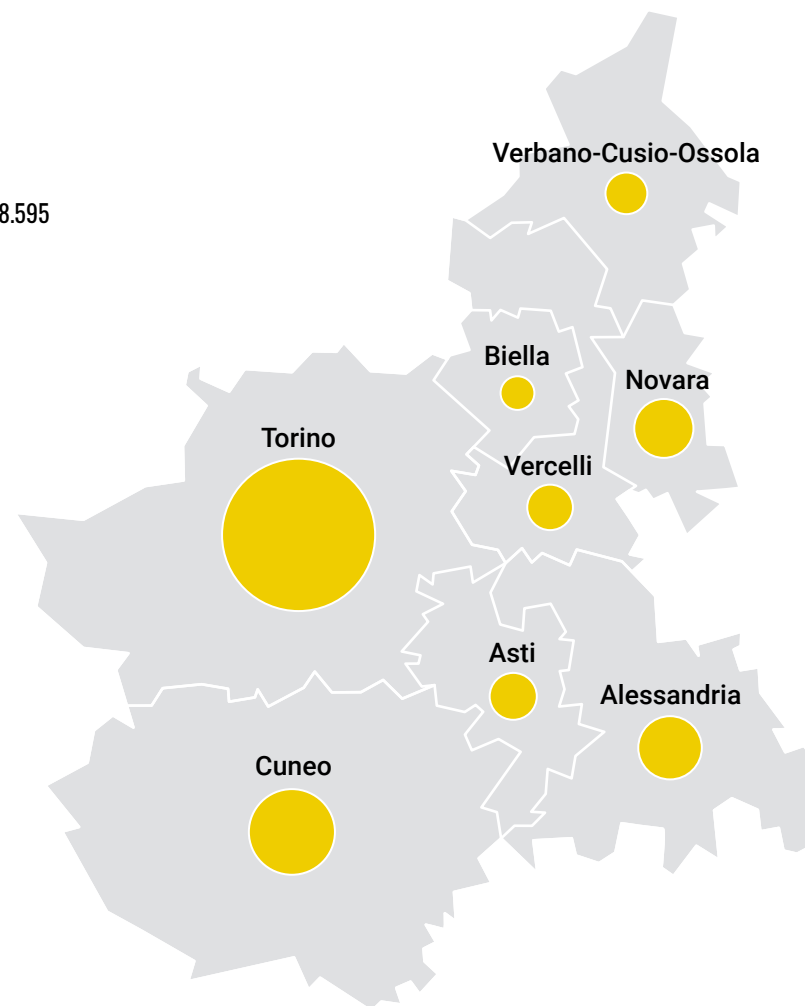 Verbano-Cusio-Ossola
8.595
Biella
Novara
Torino
Vercelli
Asti
Alessandria
Cuneo